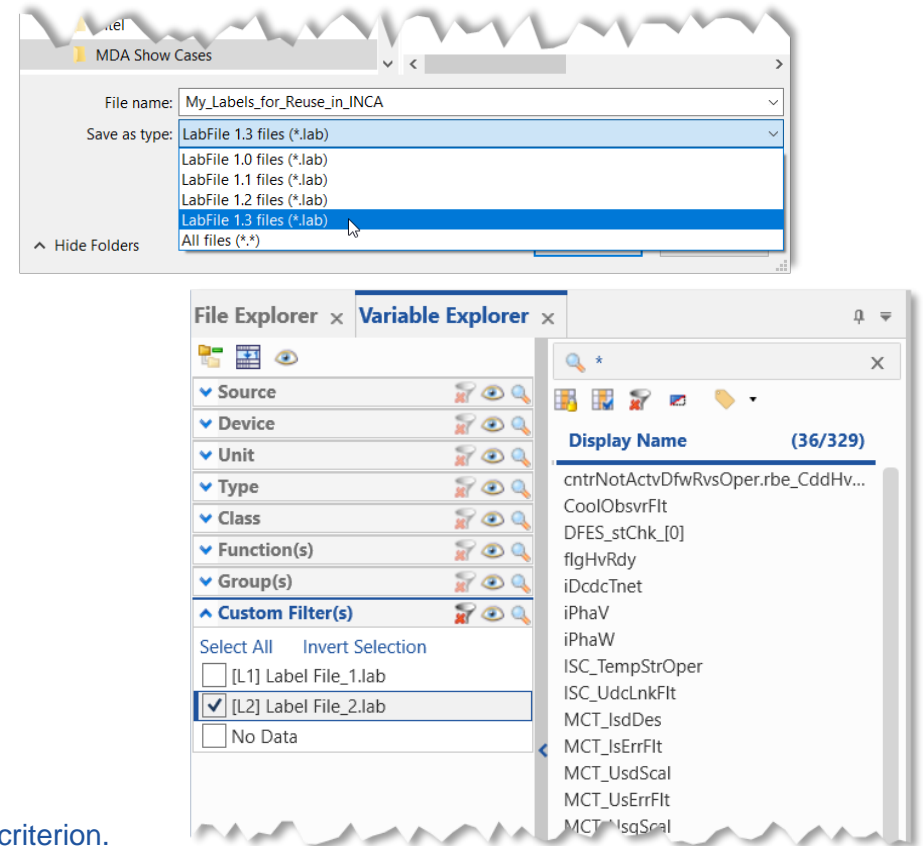 MDA Show Cases
File name: My_Labels_for_Reuse_in_INCA
Save as type: LabFile 1.3 files (*.lab)
LabFile 1.0 files (*.lab)
LabFile 1.1 files (*.lab)
LabFile 1.2 files (*.lab)
LabFile 1.3 files (*.lab)
All files (*.*)
Hide Folders
File Explorer
Variable Explorer
*
Source
Device
Unit
Type
Class
Function(s)
Group(s)
Custom Filter(s)
Select All Invert Selection
[L1] Label File_1.lab
[L2] Label File_2.lab
No Data
Display Name (36/329)
cntrNotActvDfwRvsOper.rbe_CddHv...
CoolObsvrFlt
DFES_stChk_[0]
flgHvRdy
iDcdcTnet
iPhaV
iPhaW
ISC_TempStrOper
ISC_UdcLnkFlt
MCT_IsdDes
MCT_IsErrFlt
MCT_UsdScal
MCT_UsErrFlt
MCT_UsqScal
criterion.